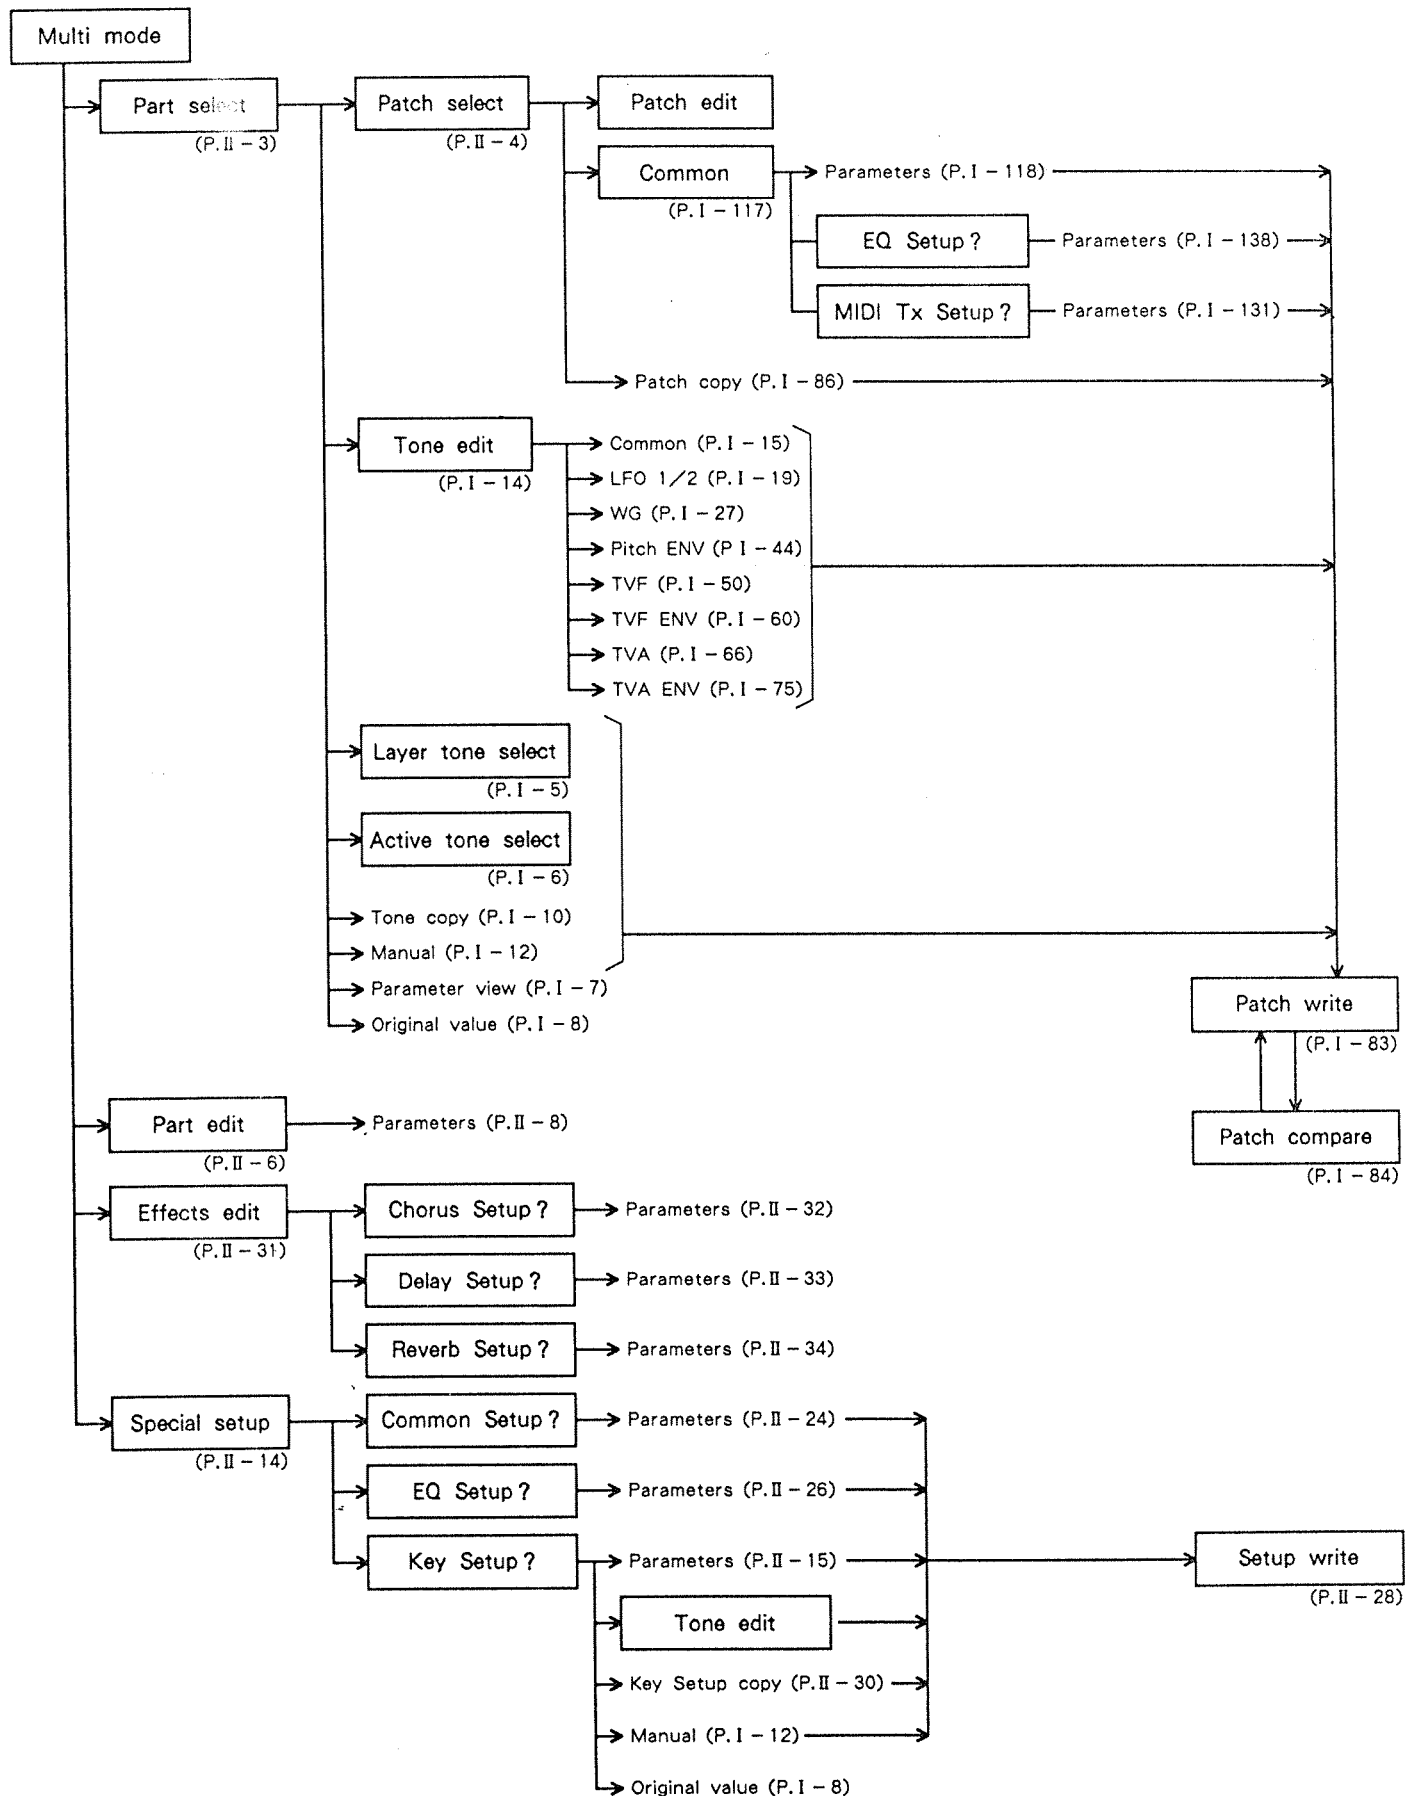 Multi mode
Part select
(P.Ⅱ－3)
Patch select
(P.Ⅱ－4)
Patch edit
Common
(P.Ⅰ－117)
Parameters (P.Ⅰ－118)
EQ Setup?
Parameters (P.Ⅰ－138)
MIDI Tx Setup?
Parameters (P.Ⅰ－131)
Patch copy (P.Ⅰ－86)
Tone edit
(P.Ⅰ－14)
Common (P.Ⅰ－15)
LFO 1/2 (P.Ⅰ－19)
WG (P.Ⅰ－27)
Pitch ENV (P Ⅰ－44)
TVF (P.Ⅰ－50)
TVF ENV (P.Ⅰ－60)
TVA (P.Ⅰ－66)
TVA ENV (P.Ⅰ－75)
Layer tone select
(P.Ⅰ－5)
Active tone select
(P.Ⅰ－6)
Tone copy (P.Ⅰ－10)
Manual (P.Ⅰ－12)
Parameter view (P.Ⅰ－7)
Original value (P.Ⅰ－8)
Patch write
(P.Ⅰ－83)
Patch compare
(P.Ⅰ－84)
Part edit
(P.Ⅱ－6)
Parameters (P.Ⅱ－8)
Effects edit
(P.Ⅱ－31)
Chorus Setup?
Parameters (P.Ⅱ－32)
Delay Setup?
Parameters (P.Ⅱ－33)
Reverb Setup?
Parameters (P.Ⅱ－34)
Special setup
(P.Ⅱ－14)
Common Setup?
Parameters (P.Ⅱ－24)
EQ Setup?
Parameters (P.Ⅱ－26)
Key Setup?
Parameters (P.Ⅱ－15)
Tone edit
Key Setup copy (P.Ⅱ－30)
Manual (P.Ⅰ－12)
Original value (P.Ⅰ－8)
Setup write
(P.Ⅱ－28)